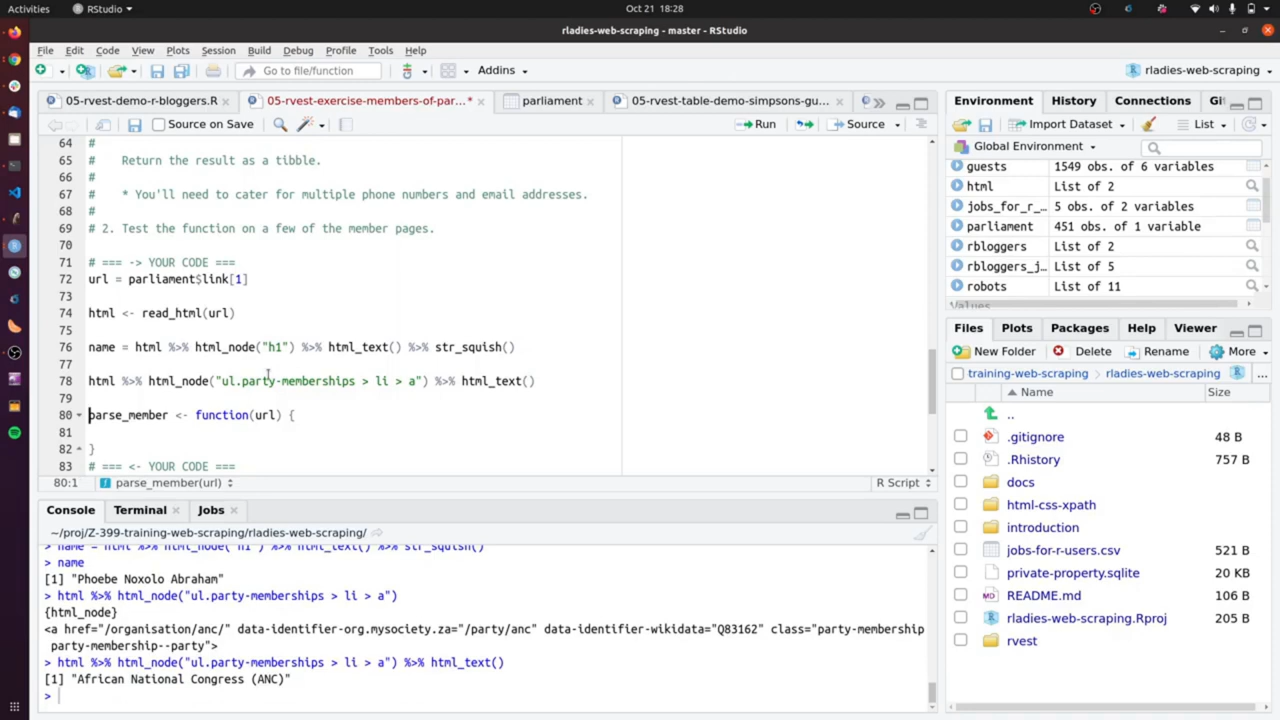 Activities RStudio Oct 21 18:28
rladies-web-scraping - master - RStudio
File Edit Code View Plots Session Build Debug Profile Tools Help
Go to file/function Addins rladies-web-scraping
05-rvest-demo-r-bloggers.R 05-rvest-exercise-members-of-par...* parliament 05-rvest-table-demo-simpsons-gu...
Source on Save Run Source
64 #
65 # Return the result as a tibble.
66 #
67 # * You'll need to cater for multiple phone numbers and email addresses.
68 #
69 # 2. Test the function on a few of the member pages.
70
71 # === -> YOUR CODE ===
72 url = parliament$link[1]
73
74 html <- read_html(url)
75
76 name = html %>% html_node("h1") %>% html_text() %>% str_squish()
77
78 html %>% html_node("ul.party-memberships > li > a") %>% html_text()
79
80 parse_member <- function(url) {
81
82 }
83 # === <- YOUR CODE ===
80:1 parse_member(url) R Script
Console Terminal Jobs
~/proj/Z-399-training-web-scraping/rladies-web-scraping/
> name = html %>% html_node("h1") %>% html_text() %>% str_squish()
> name
[1] "Phoebe Noxolo Abraham"
> html %>% html_node("ul.party-memberships > li > a")
{html_node}
<a href="/organisation/anc/" data-identifier-org.mysociety.za="/party/anc" data-identifier-wikidata="Q83162" class="party-membership
party-membership--party">
> html %>% html_node("ul.party-memberships > li > a") %>% html_text()
[1] "African National Congress (ANC)"
>
Environment History Connections Gi
Import Dataset List
Global Environment
guests 1549 obs. of 6 variables
html List of 2
jobs_for_r_... 5 obs. of 2 variables
parliament 451 obs. of 1 variable
rbloggers List of 2
rbloggers_j... List of 5
robots List of 11
Values
Files Plots Packages Help Viewer
New Folder Delete Rename More
training-web-scraping rladies-web-scraping ...
Name Size
..
.gitignore 48 B
.Rhistory 757 B
docs
html-css-xpath
introduction
jobs-for-r-users.csv 521 B
private-property.sqlite 20 KB
README.md 106 B
rladies-web-scraping.Rproj 205 B
rvest